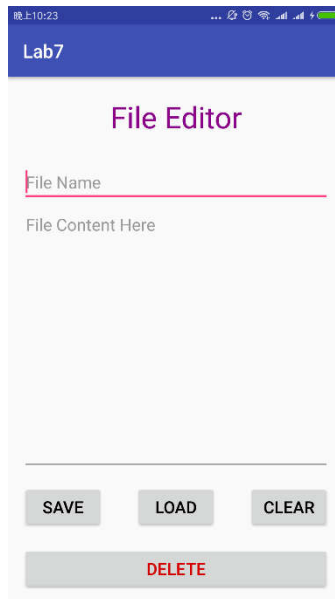 晚上10:23 ...
Lab7
File Editor
File Name
File Content Here
SAVE LOAD CLEAR
DELETE